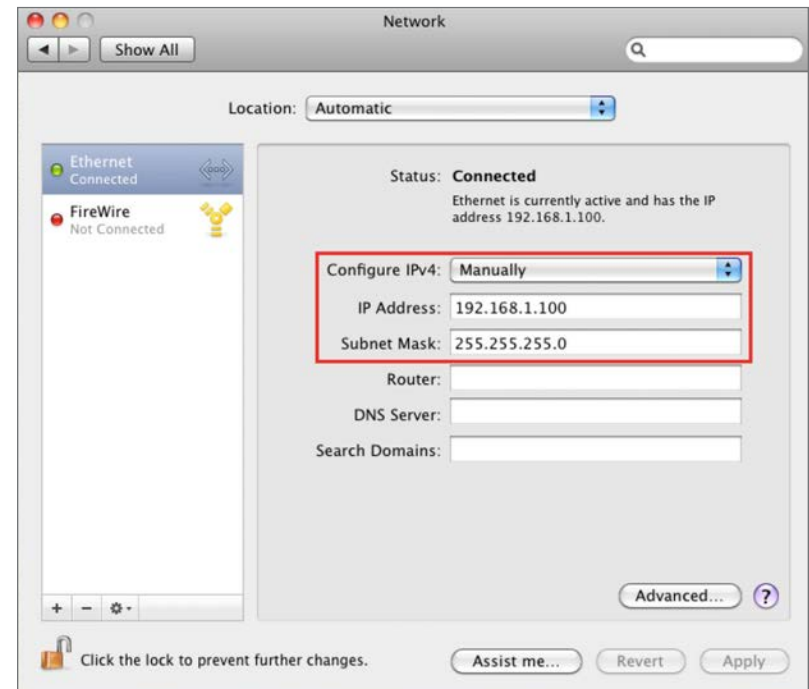 Network
Show All
Location: Automatic
Ethernet
Connected
FireWire
Not Connected
Status: Connected
Ethernet is currently active and has the IP
address 192.168.1.100.
Configure IPv4: Manually
IP Address: 192.168.1.100
Subnet Mask: 255.255.255.0
Router:
DNS Server:
Search Domains:
Advanced... ?
Click the lock to prevent further changes.
Assist me... Revert Apply